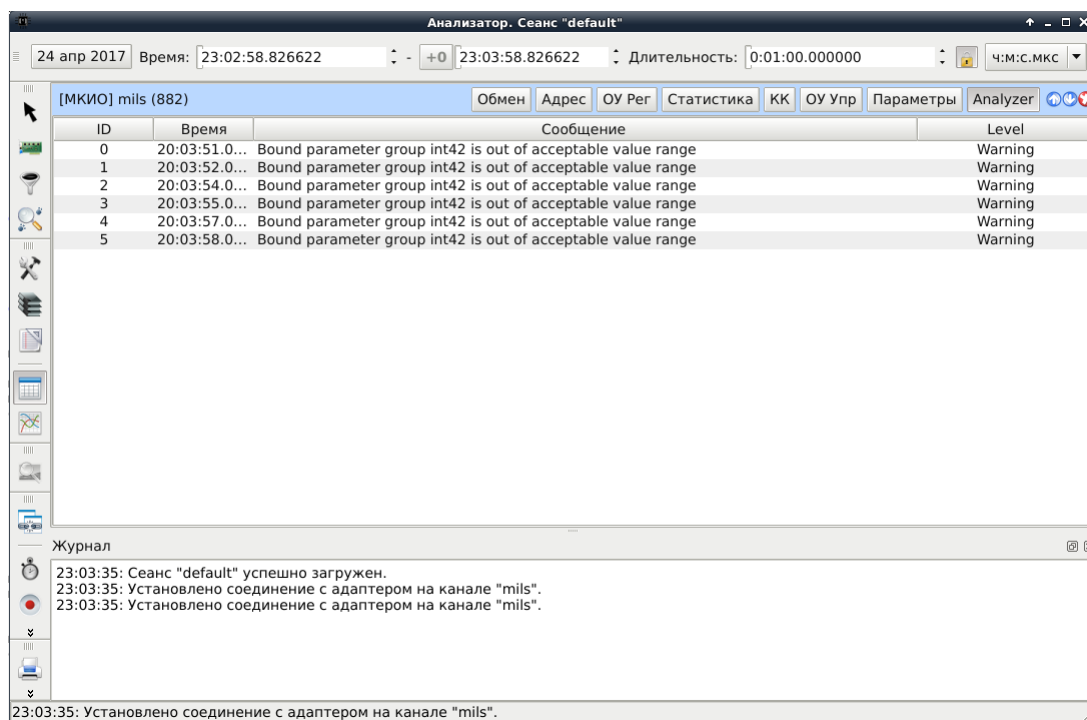 Анализатор. Сеанс "default"
24 апр 2017 Время: 23:02:58.826622 - +0 23:03:58.826622 Длительность: 0:01:00.000000 ч:м:с.мкс
[МКИО] mils (882) Обмен Адрес ОУ Рег Статистика КК ОУ Упр Параметры Analyzer
ID Время Сообщение Level
0 20:03:51.0... Bound parameter group int42 is out of acceptable value range Warning
1 20:03:52.0... Bound parameter group int42 is out of acceptable value range Warning
2 20:03:54.0... Bound parameter group int42 is out of acceptable value range Warning
3 20:03:55.0... Bound parameter group int42 is out of acceptable value range Warning
4 20:03:57.0... Bound parameter group int42 is out of acceptable value range Warning
5 20:03:58.0... Bound parameter group int42 is out of acceptable value range Warning
Журнал
23:03:35: Сеанс "default" успешно загружен.
23:03:35: Установлено соединение с адаптером на канале "mils".
23:03:35: Установлено соединение с адаптером на канале "mils".
23:03:35: Установлено соединение с адаптером на канале "mils".